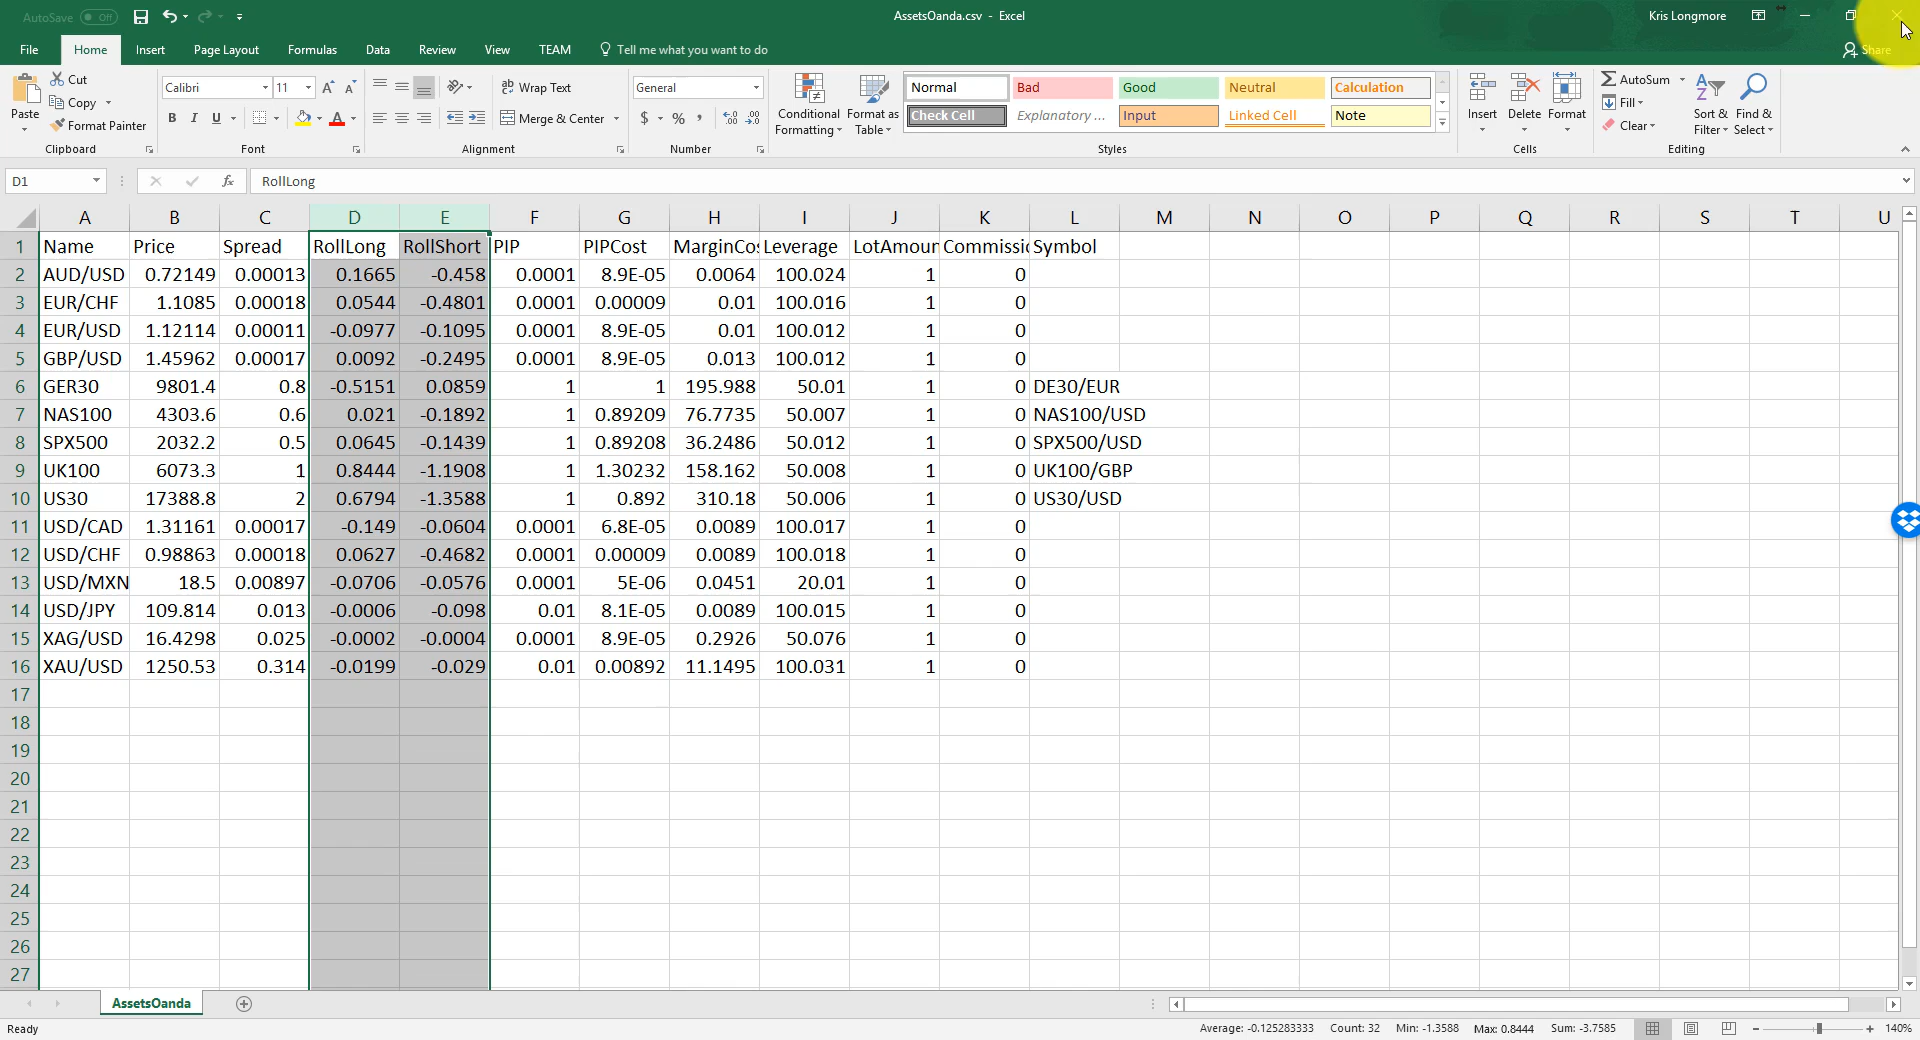 AutoSave Off
AssetsOanda.csv - Excel
Kris Longmore
File Home Insert Page Layout Formulas Data Review View TEAM Tell me what you want to do Share
Paste Cut Copy Format Painter
Calibri 11
B I U
Wrap Text
Merge & Center
General
$ % ,
Conditional Formatting
Format as Table
Normal Bad Good Neutral Calculation
Check Cell Explanatory ... Input Linked Cell Note
Insert Delete Format
AutoSum
Fill
Clear
Sort & Filter
Find & Select
Clipboard Font Alignment Number Styles Cells Editing
D1 fx RollLong
A B C D E F G H I J K L M N O P Q R S T U
1 Name Price Spread RollLong RollShort PIP PIPCost MarginCos Leverage LotAmour Commissic Symbol
2 AUD/USD 0.72149 0.00013 0.1665 -0.458 0.0001 8.9E-05 0.0064 100.024 1 0
3 EUR/CHF 1.1085 0.00018 0.0544 -0.4801 0.0001 0.00009 0.01 100.016 1 0
4 EUR/USD 1.12114 0.00011 -0.0977 -0.1095 0.0001 8.9E-05 0.01 100.012 1 0
5 GBP/USD 1.45962 0.00017 0.0092 -0.2495 0.0001 8.9E-05 0.013 100.012 1 0
6 GER30 9801.4 0.8 -0.5151 0.0859 1 1 195.988 50.01 1 0 DE30/EUR
7 NAS100 4303.6 0.6 0.021 -0.1892 1 0.89209 76.7735 50.007 1 0 NAS100/USD
8 SPX500 2032.2 0.5 0.0645 -0.1439 1 0.89208 36.2486 50.012 1 0 SPX500/USD
9 UK100 6073.3 1 0.8444 -1.1908 1 1.30232 158.162 50.008 1 0 UK100/GBP
10 US30 17388.8 2 0.6794 -1.3588 1 0.892 310.18 50.006 1 0 US30/USD
11 USD/CAD 1.31161 0.00017 -0.149 -0.0604 0.0001 6.8E-05 0.0089 100.017 1 0
12 USD/CHF 0.98863 0.00018 0.0627 -0.4682 0.0001 0.00009 0.0089 100.018 1 0
13 USD/MXN 18.5 0.00897 -0.0706 -0.0576 0.0001 5E-06 0.0451 20.01 1 0
14 USD/JPY 109.814 0.013 -0.0006 -0.098 0.01 8.1E-05 0.0089 100.015 1 0
15 XAG/USD 16.4298 0.025 -0.0002 -0.0004 0.0001 8.9E-05 0.2926 50.076 1 0
16 XAU/USD 1250.53 0.314 -0.0199 -0.029 0.01 0.00892 11.1495 100.031 1 0
17
18
19
20
21
22
23
24
25
26
27
AssetsOanda
Ready
Average: -0.125283333 Count: 32 Min: -1.3588 Max: 0.8444 Sum: -3.7585 140%